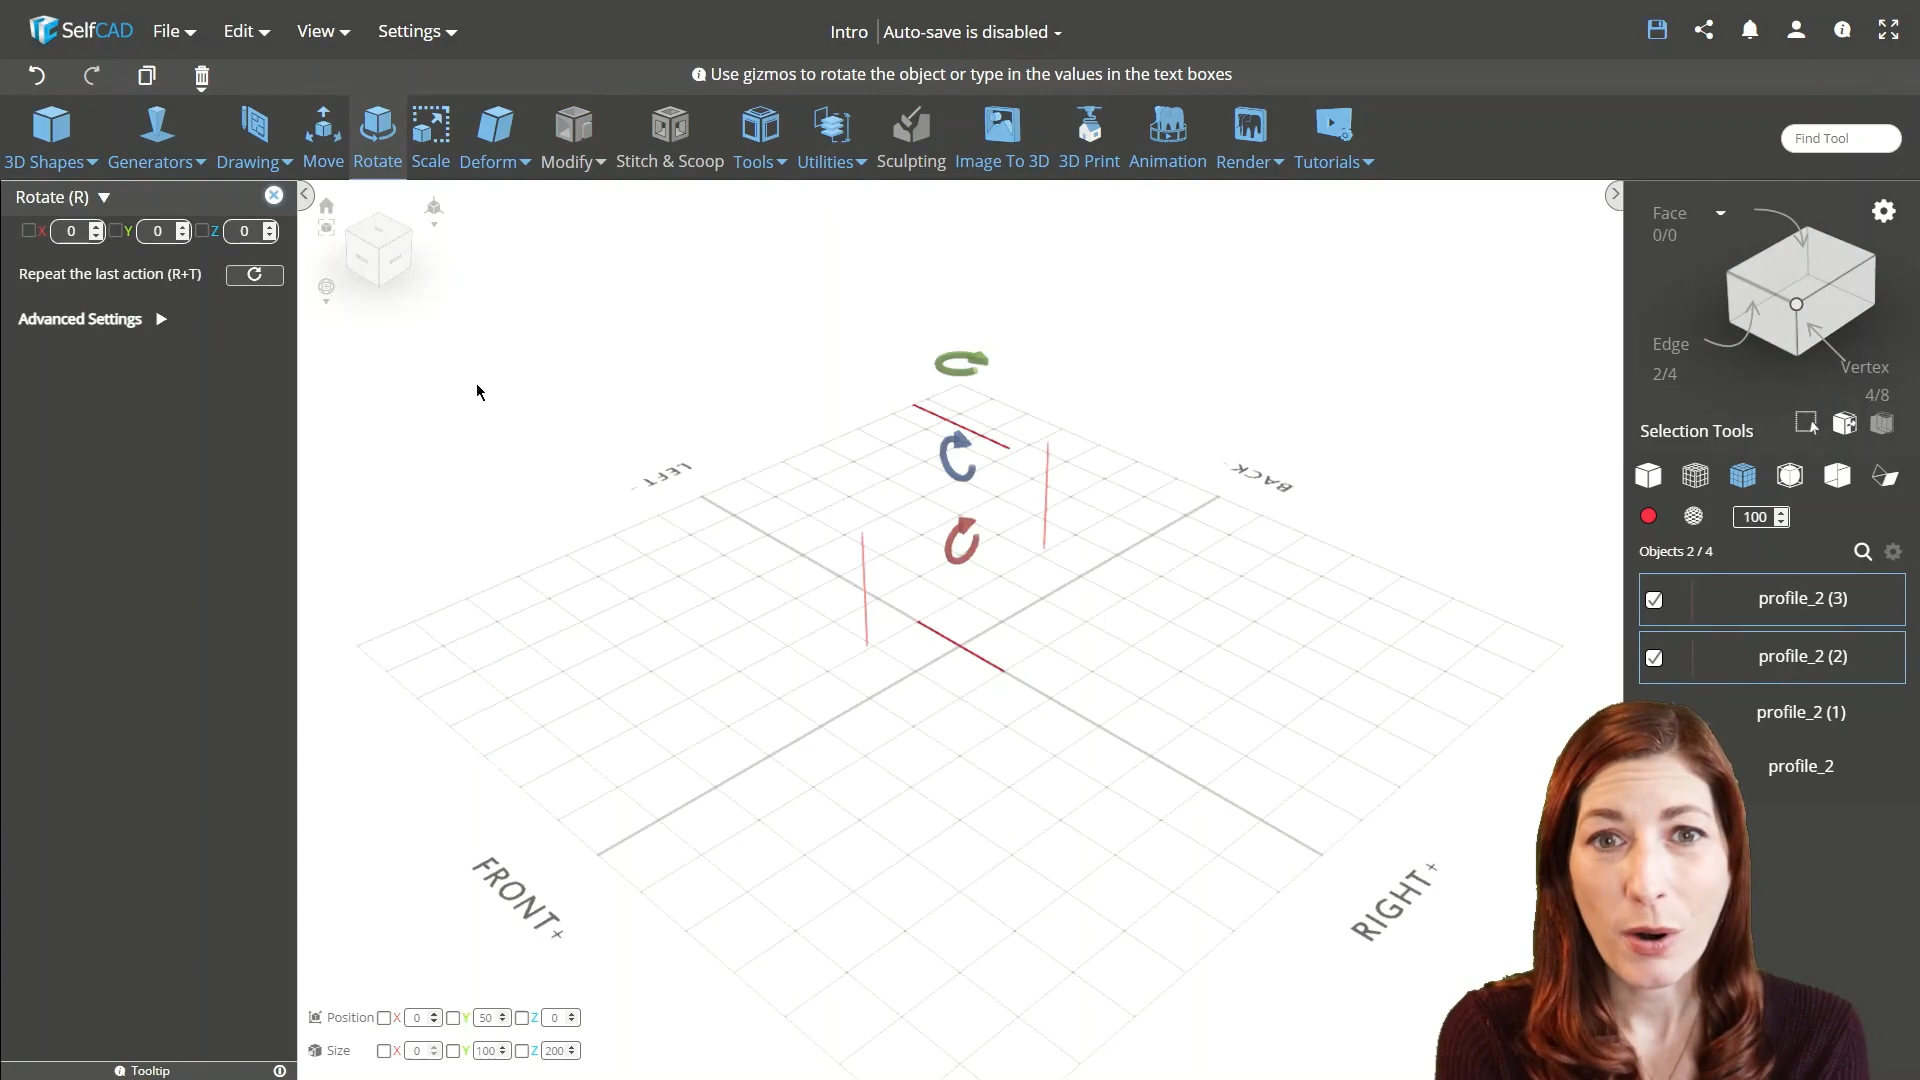 SelfCAD File Edit View Settings Intro Auto-save is disabled
Use gizmos to rotate the object or type in the values in the text boxes
3D Shapes Generators Drawing Move Rotate Scale Deform Modify Stitch & Scoop Tools Utilities Sculpting Image To 3D 3D Print Animation Render Tutorials Find Tool
Rotate (R)
X 0 Y 0 Z 0
Repeat the last action (R+T)
Advanced Settings
Face
0/0
Edge
2/4
Vertex
4/8
Selection Tools
100
Objects 2 / 4
profile_2 (3)
profile_2 (2)
profile_2 (1)
profile_2
LEFT -
BACK -
FRONT+
RIGHT+
Position X 0 Y 50 Z 0
Size X 0 Y 100 Z 200
Tooltip